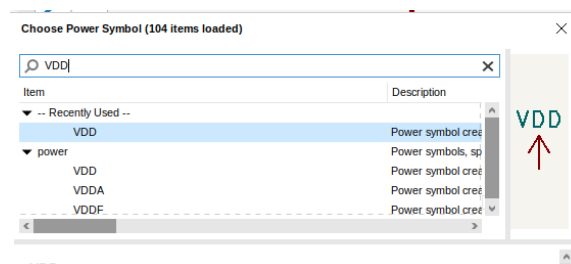 Choose Power Symbol (104 items loaded)
VDD
Item Description
-- Recently Used --
VDD Power symbol crea
power Power symbols, sp
VDD Power symbol crea
VDDA Power symbol crea
VDDF Power symbol crea
VDD